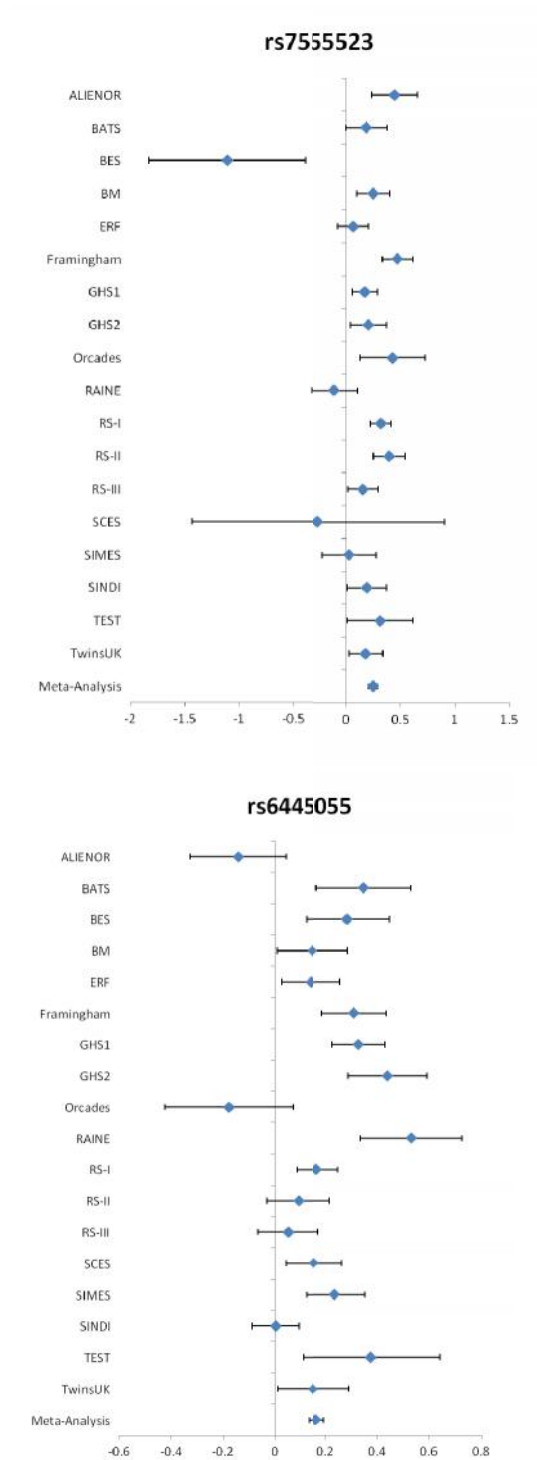 rs7555523
ALIENOR
BATS
BES
BM
ERF
Framingham
GHS1
GHS2
Orcades
RAINE
RS-I
RS-II
RS-III
SCES
SIMES
SINDI
TEST
TwinsUK
Meta-Analysis
-2 -1.5 -1 -0.5 0 0.5 1 1.5
rs6445055
ALIENOR
BATS
BES
BM
ERF
Framingham
GHS1
GHS2
Orcades
RAINE
RS-I
RS-II
RS-III
SCES
SIMES
SINDI
TEST
TwinsUK
Meta-Analysis
-0.6 -0.4 -0.2 0 0.2 0.4 0.6 0.8